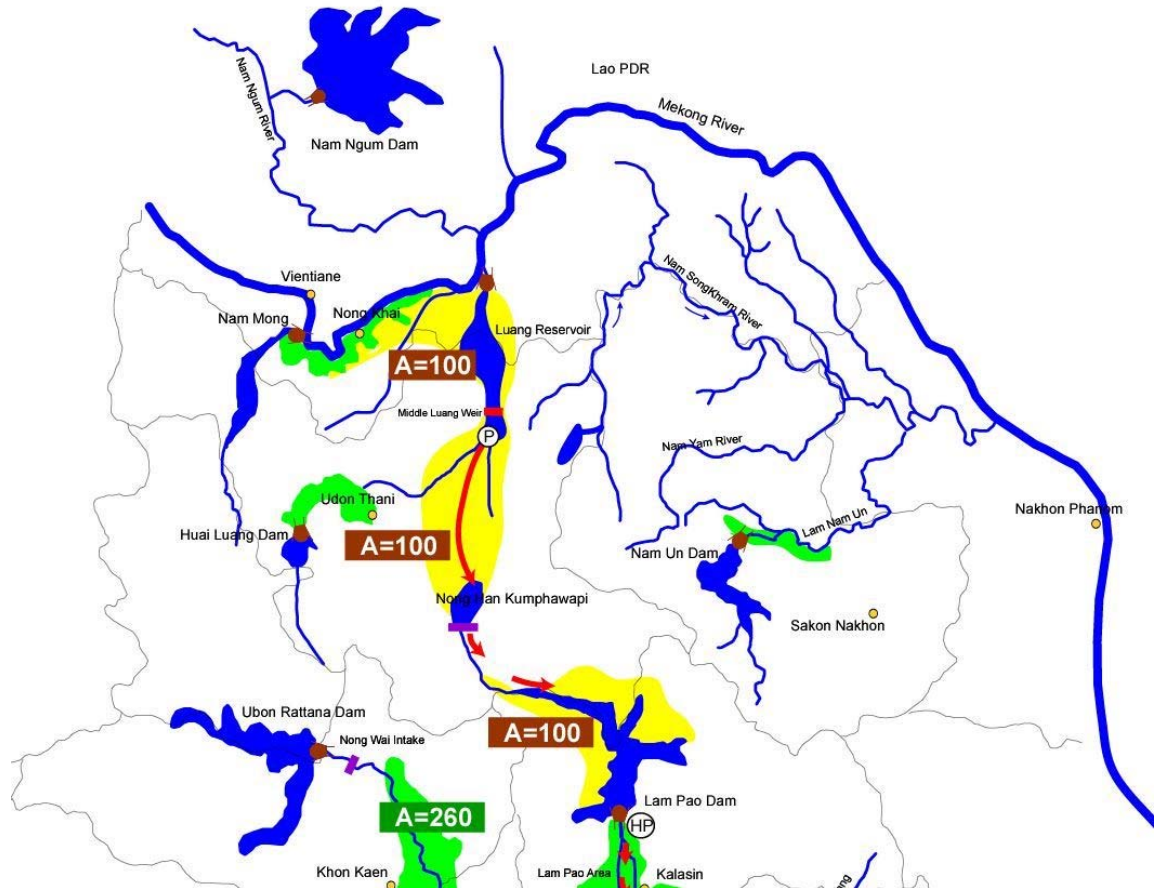 Lao PDR
Nam Ngum River
Mekong River
Nam Ngum Dam
Nam SongKhram River
Vientiane
Nam Mong
Nong Khai
Luang Reservoir
A=100
Middle Luang Weir
P
Nam Yam River
Udon Thani
Nakhon Phanom
Lam Nam Un
Huai Luang Dam
A=100
Nam Un Dam
Nong Han Kumphawapi
Sakon Nakhon
Ubon Rattana Dam
Nong Wai Intake
A=100
Lam Pao Dam
A=260
HP
Khon Kaen
Lam Pao Area
Kalasin